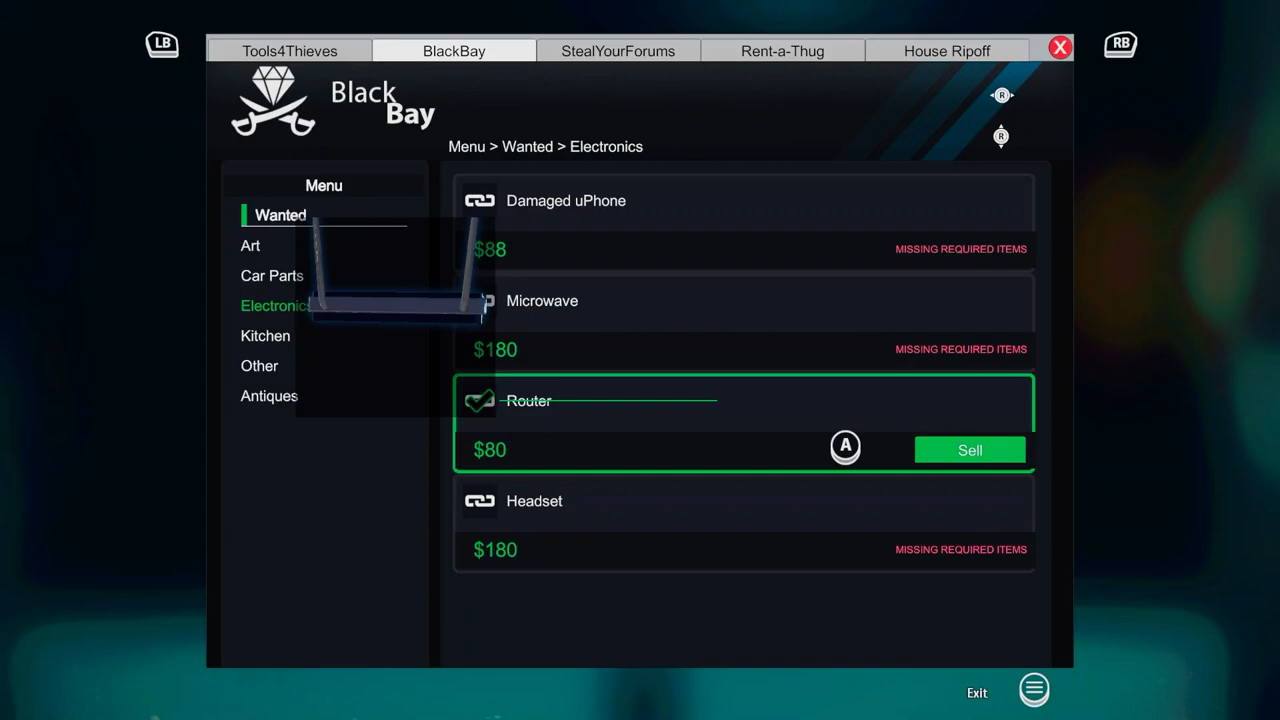 LB
Tools4Thieves
BlackBay
StealYourForums
Rent-a-Thug
House Ripoff
X
RB
Black
Bay
R
R
Menu > Wanted > Electronics
Menu
Wanted
Art
Car Parts
Electronics
Kitchen
Other
Antiques
Damaged uPhone
$88
MISSING REQUIRED ITEMS
Microwave
$180
MISSING REQUIRED ITEMS
Router
$80
A
Sell
Headset
$180
MISSING REQUIRED ITEMS
Exit